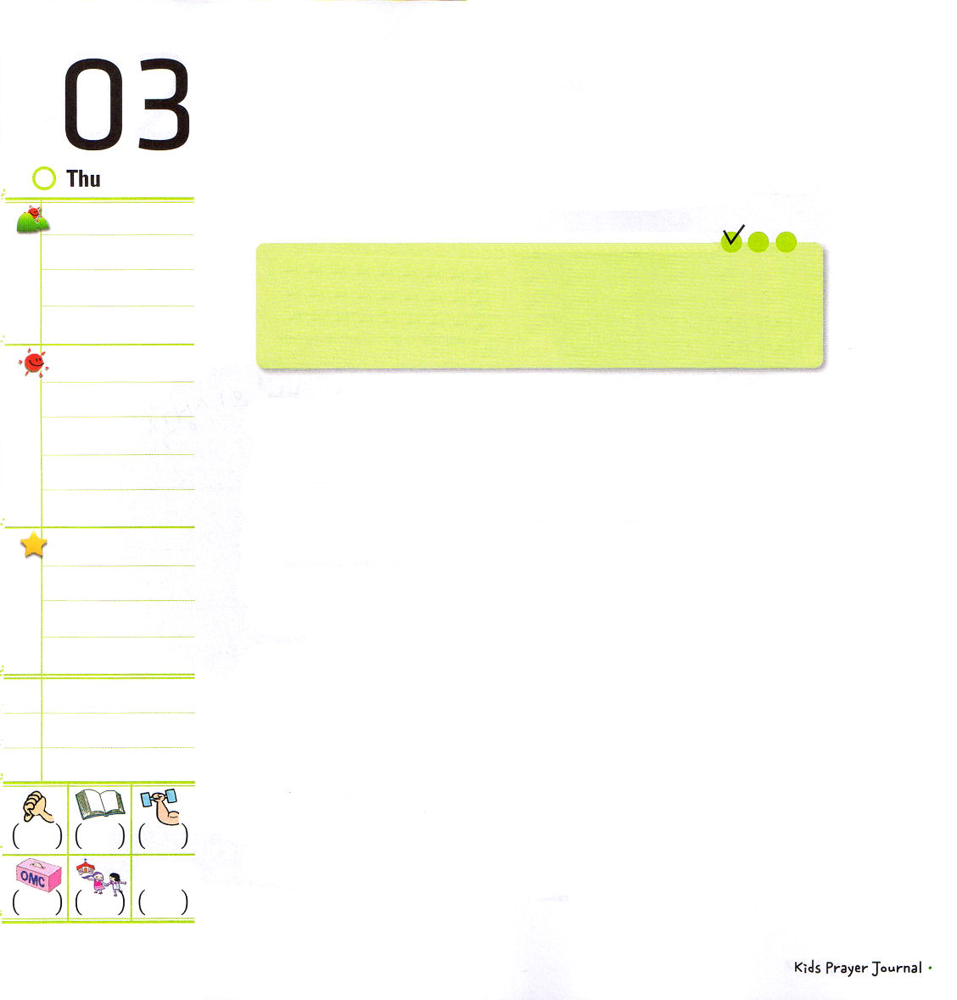 03
Thu
( ) ( ) ( )
OMC
( ) ( ) ( )
Kids Prayer Journal